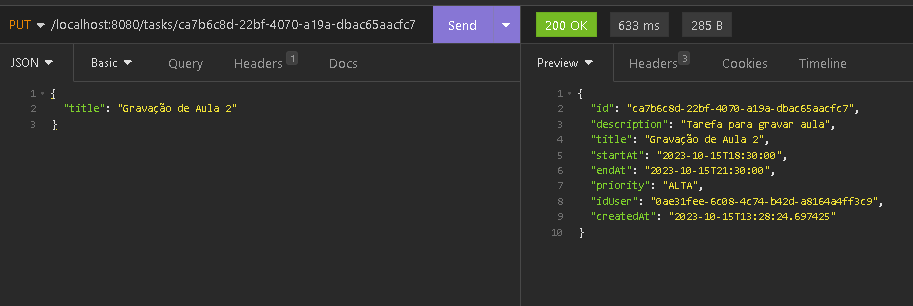 PUT /localhost:8080/tasks/ca7b6c8d-22bf-4070-a19a-dbac65aacfc7 Send
200 OK 633 ms 285 B
JSON Basic Query Headers 1 Docs
Preview Headers 3 Cookies Timeline
1 {
2 "title": "Gravação de Aula 2"
3 }
1 {
2 "id": "ca7b6c8d-22bf-4070-a19a-dbac65aacfc7",
3 "description": "Tarefa para gravar aula",
4 "title": "Gravação de Aula 2",
5 "startAt": "2023-10-15T18:30:00",
6 "endAt": "2023-10-15T21:30:00",
7 "priority": "ALTA",
8 "idUser": "0ae31fee-6c08-4c74-b42d-a8164a4ff3c9",
9 "createdAt": "2023-10-15T13:28:24.697425"
10 }